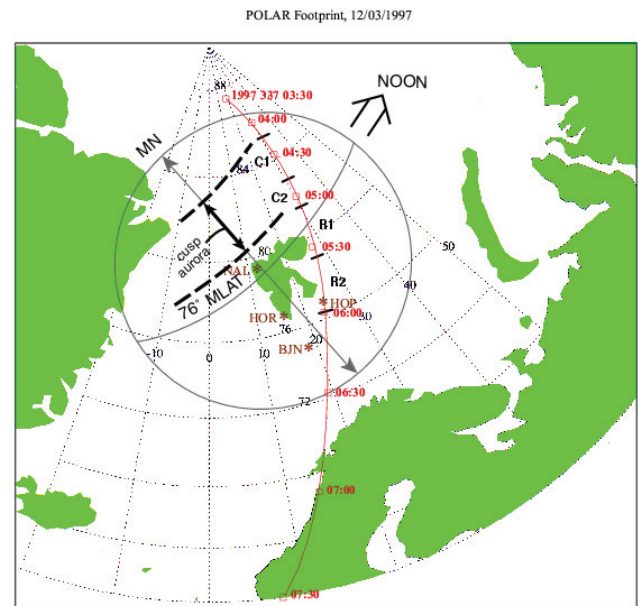 POLAR Footprint, 12/03/1997
88
1997 337 03:30
NOON
04:00
MN
C1
04:30
84
C2
05:00
R1
50
cusp
aurora
80
05:30
NAL
R2
40
76° MLAT
HOP
06:00
30
HOR
76
20
BJN
10
0
-10
06:30
72
07:00
07:30